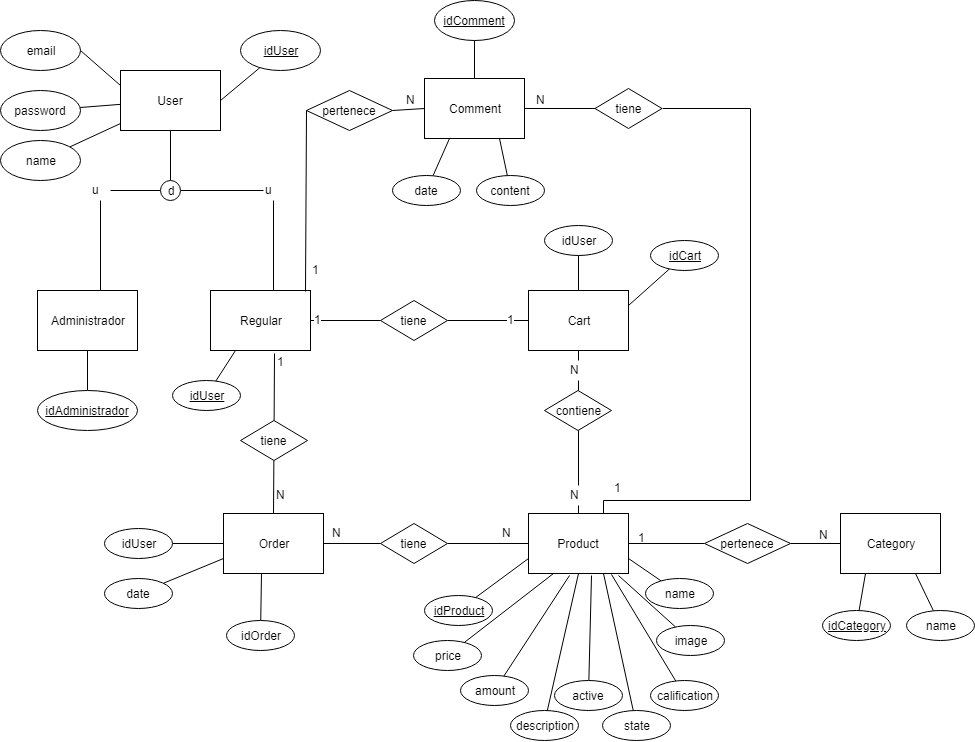 idComment
email
idUser
User
password
name
pertenece
N
Comment
N
tiene
u
d
u
date
content
idUser
idCart
1
Administrador
Regular
1
tiene
1
Cart
1
N
idUser
idAdministrador
contiene
tiene
N
N
1
idUser
Order
N
tiene
N
Product
1
pertenece
N
Category
date
name
idProduct
idOrder
idCategory
name
image
price
amount
active
calification
description
state